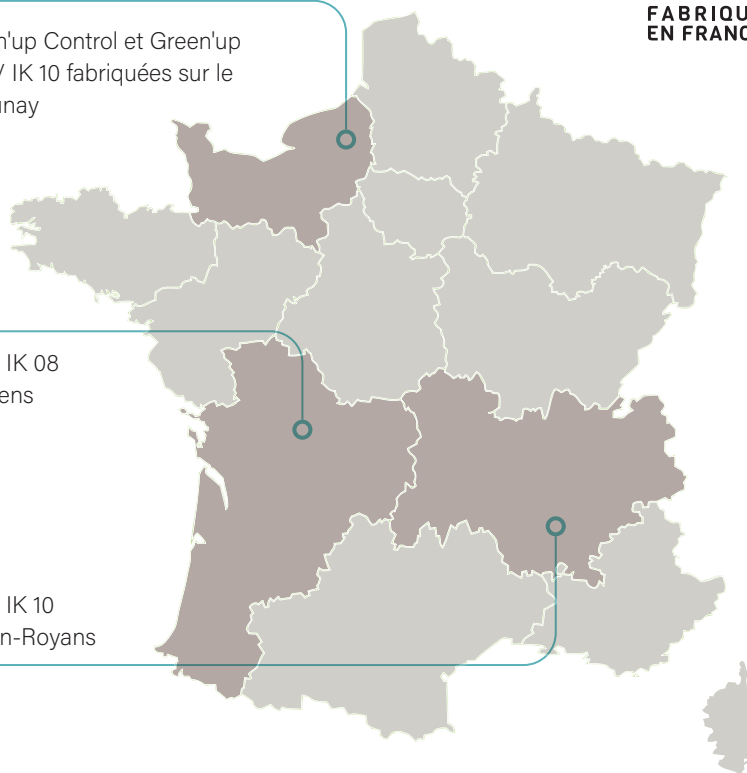 FABRIQU
EN FRANC
n'up Control et Green'up
/ IK 10 fabriquées sur le
unay
IK 08
ens
IK 10
n-Royans